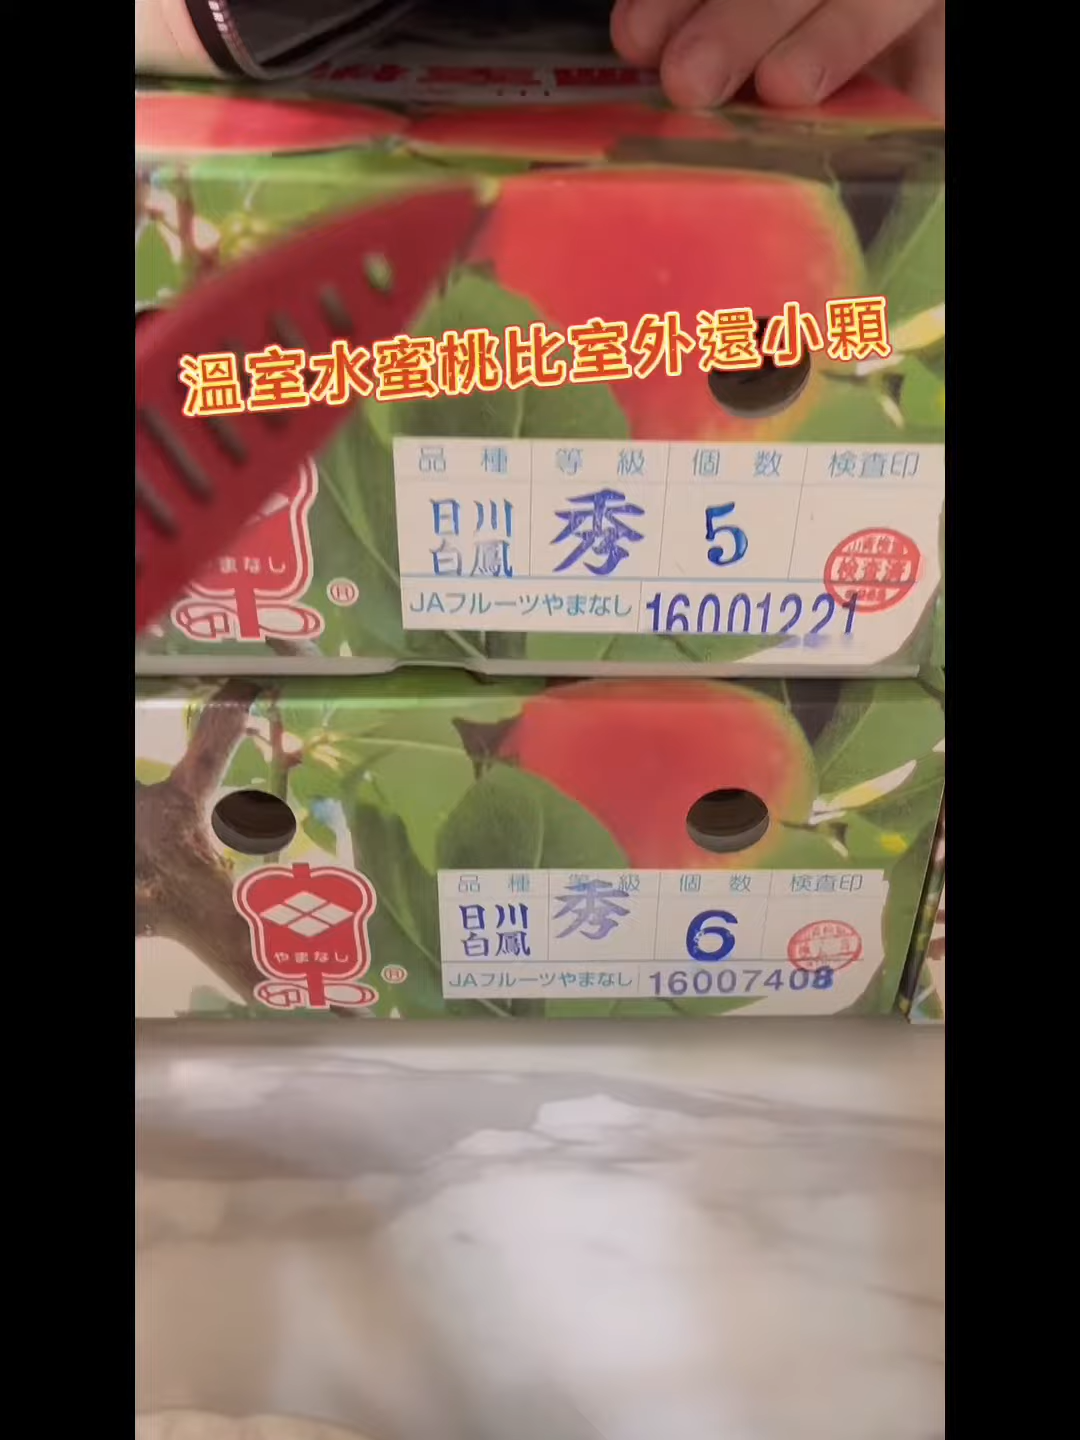 溫室水蜜桃比室外還小顆
品種 等級 個数 検査印
日川
白鳳
秀
5
検査済
やまなし
®
JAフルーツやまなし 16001221
品種 等級 個数 検査印
日川
白鳳
秀
6
やまなし
®
JAフルーツやまなし 16007408